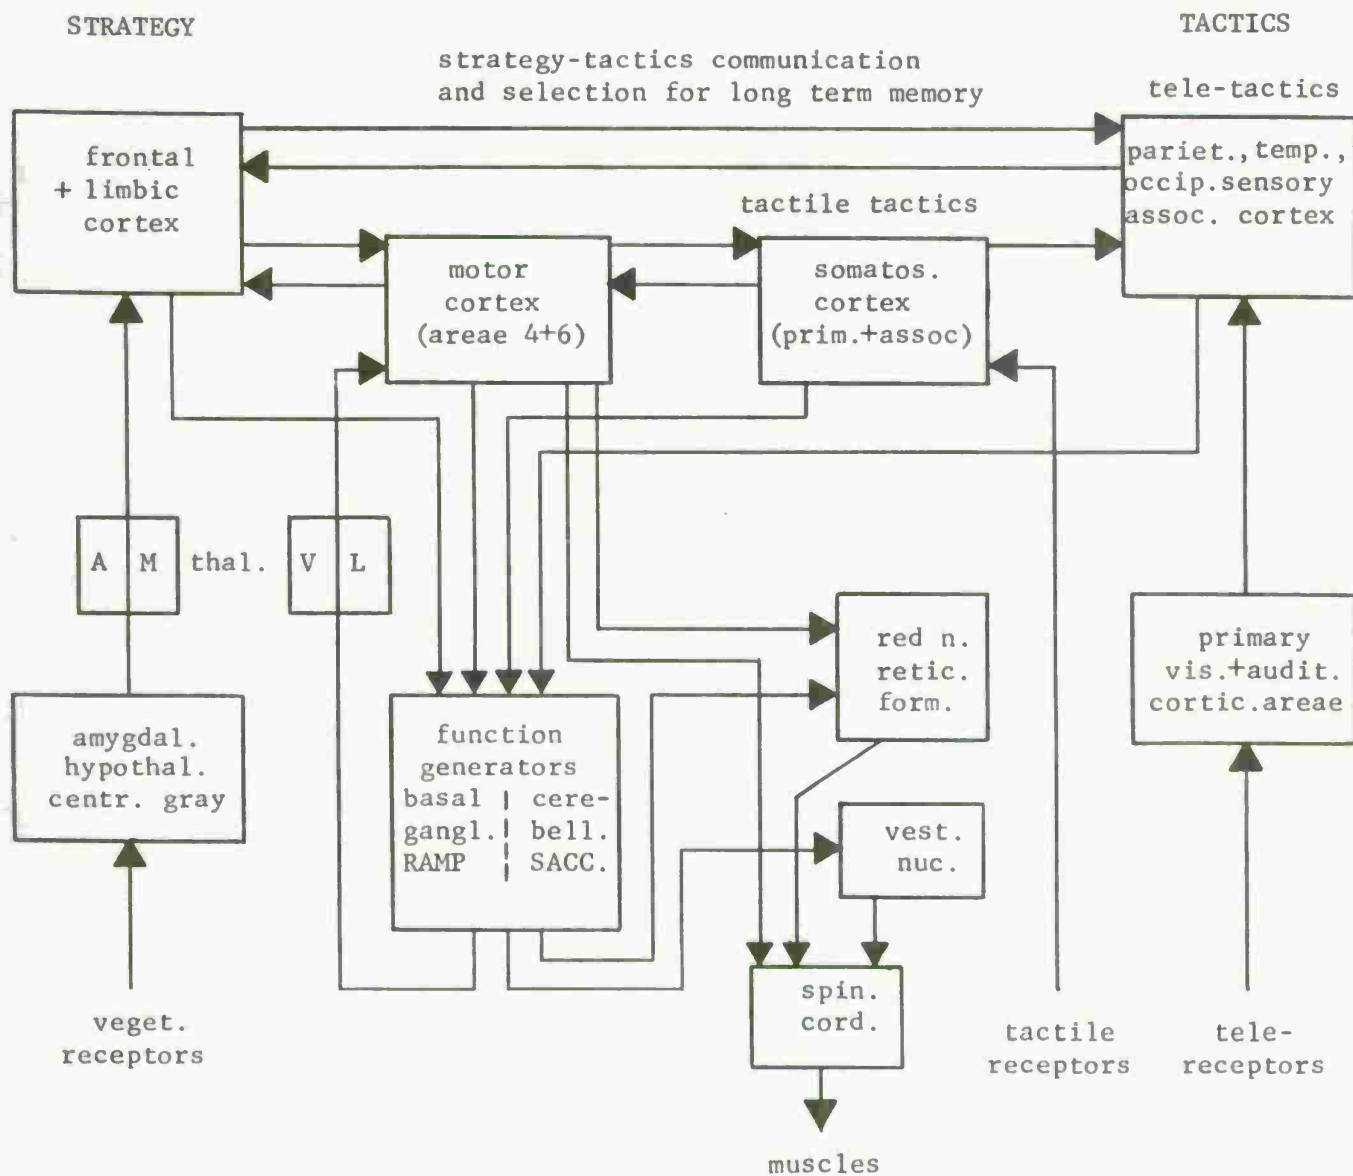 STRATEGY
TACTICS
strategy-tactics communication
and selection for long term memory
tele-tactics
frontal
+ limbic
cortex
pariet.,temp.,
occip.sensory
assoc. cortex
tactile tactics
motor
cortex
(areae 4+6)
somatos.
cortex
(prim.+assoc)
A M thal. V L
red n.
retic.
form.
primary
vis.+audit.
cortic.areae
amygdal.
hypothal.
centr. gray
function
generators
basal | cere-
gangl. | bell.
RAMP | SACC.
vest.
nuc.
spin.
cord.
veget.
receptors
tactile
receptors
tele-
receptors
muscles